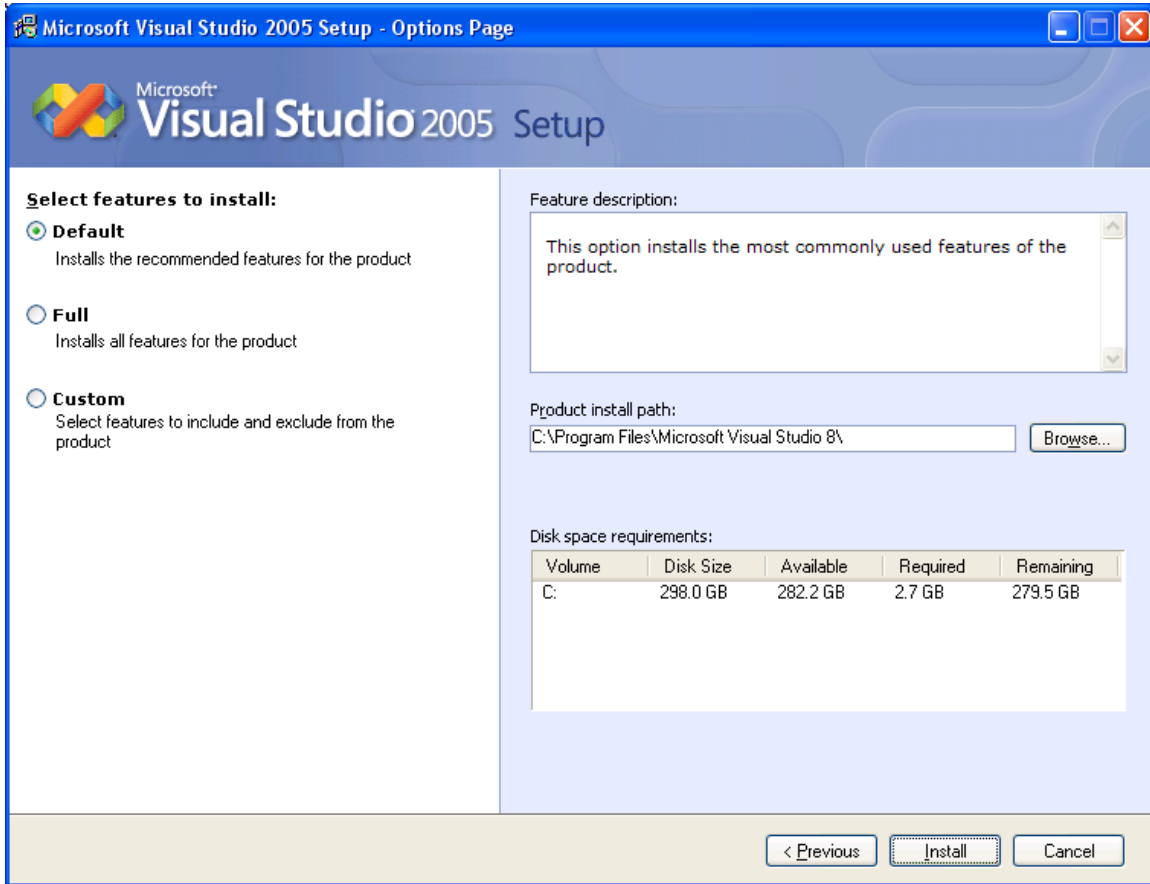 Microsoft Visual Studio 2005 Setup - Options Page
Microsoft
Visual Studio 2005 Setup
Select features to install:
Default
Installs the recommended features for the product
Full
Installs all features for the product
Custom
Select features to include and exclude from the
product
Feature description:
This option installs the most commonly used features of the
product.
Product install path:
C:\Program Files\Microsoft Visual Studio 8\
Browse...
Disk space requirements:
Volume Disk Size Available Required Remaining
C: 298.0 GB 282.2 GB 2.7 GB 279.5 GB
< Previous Install Cancel